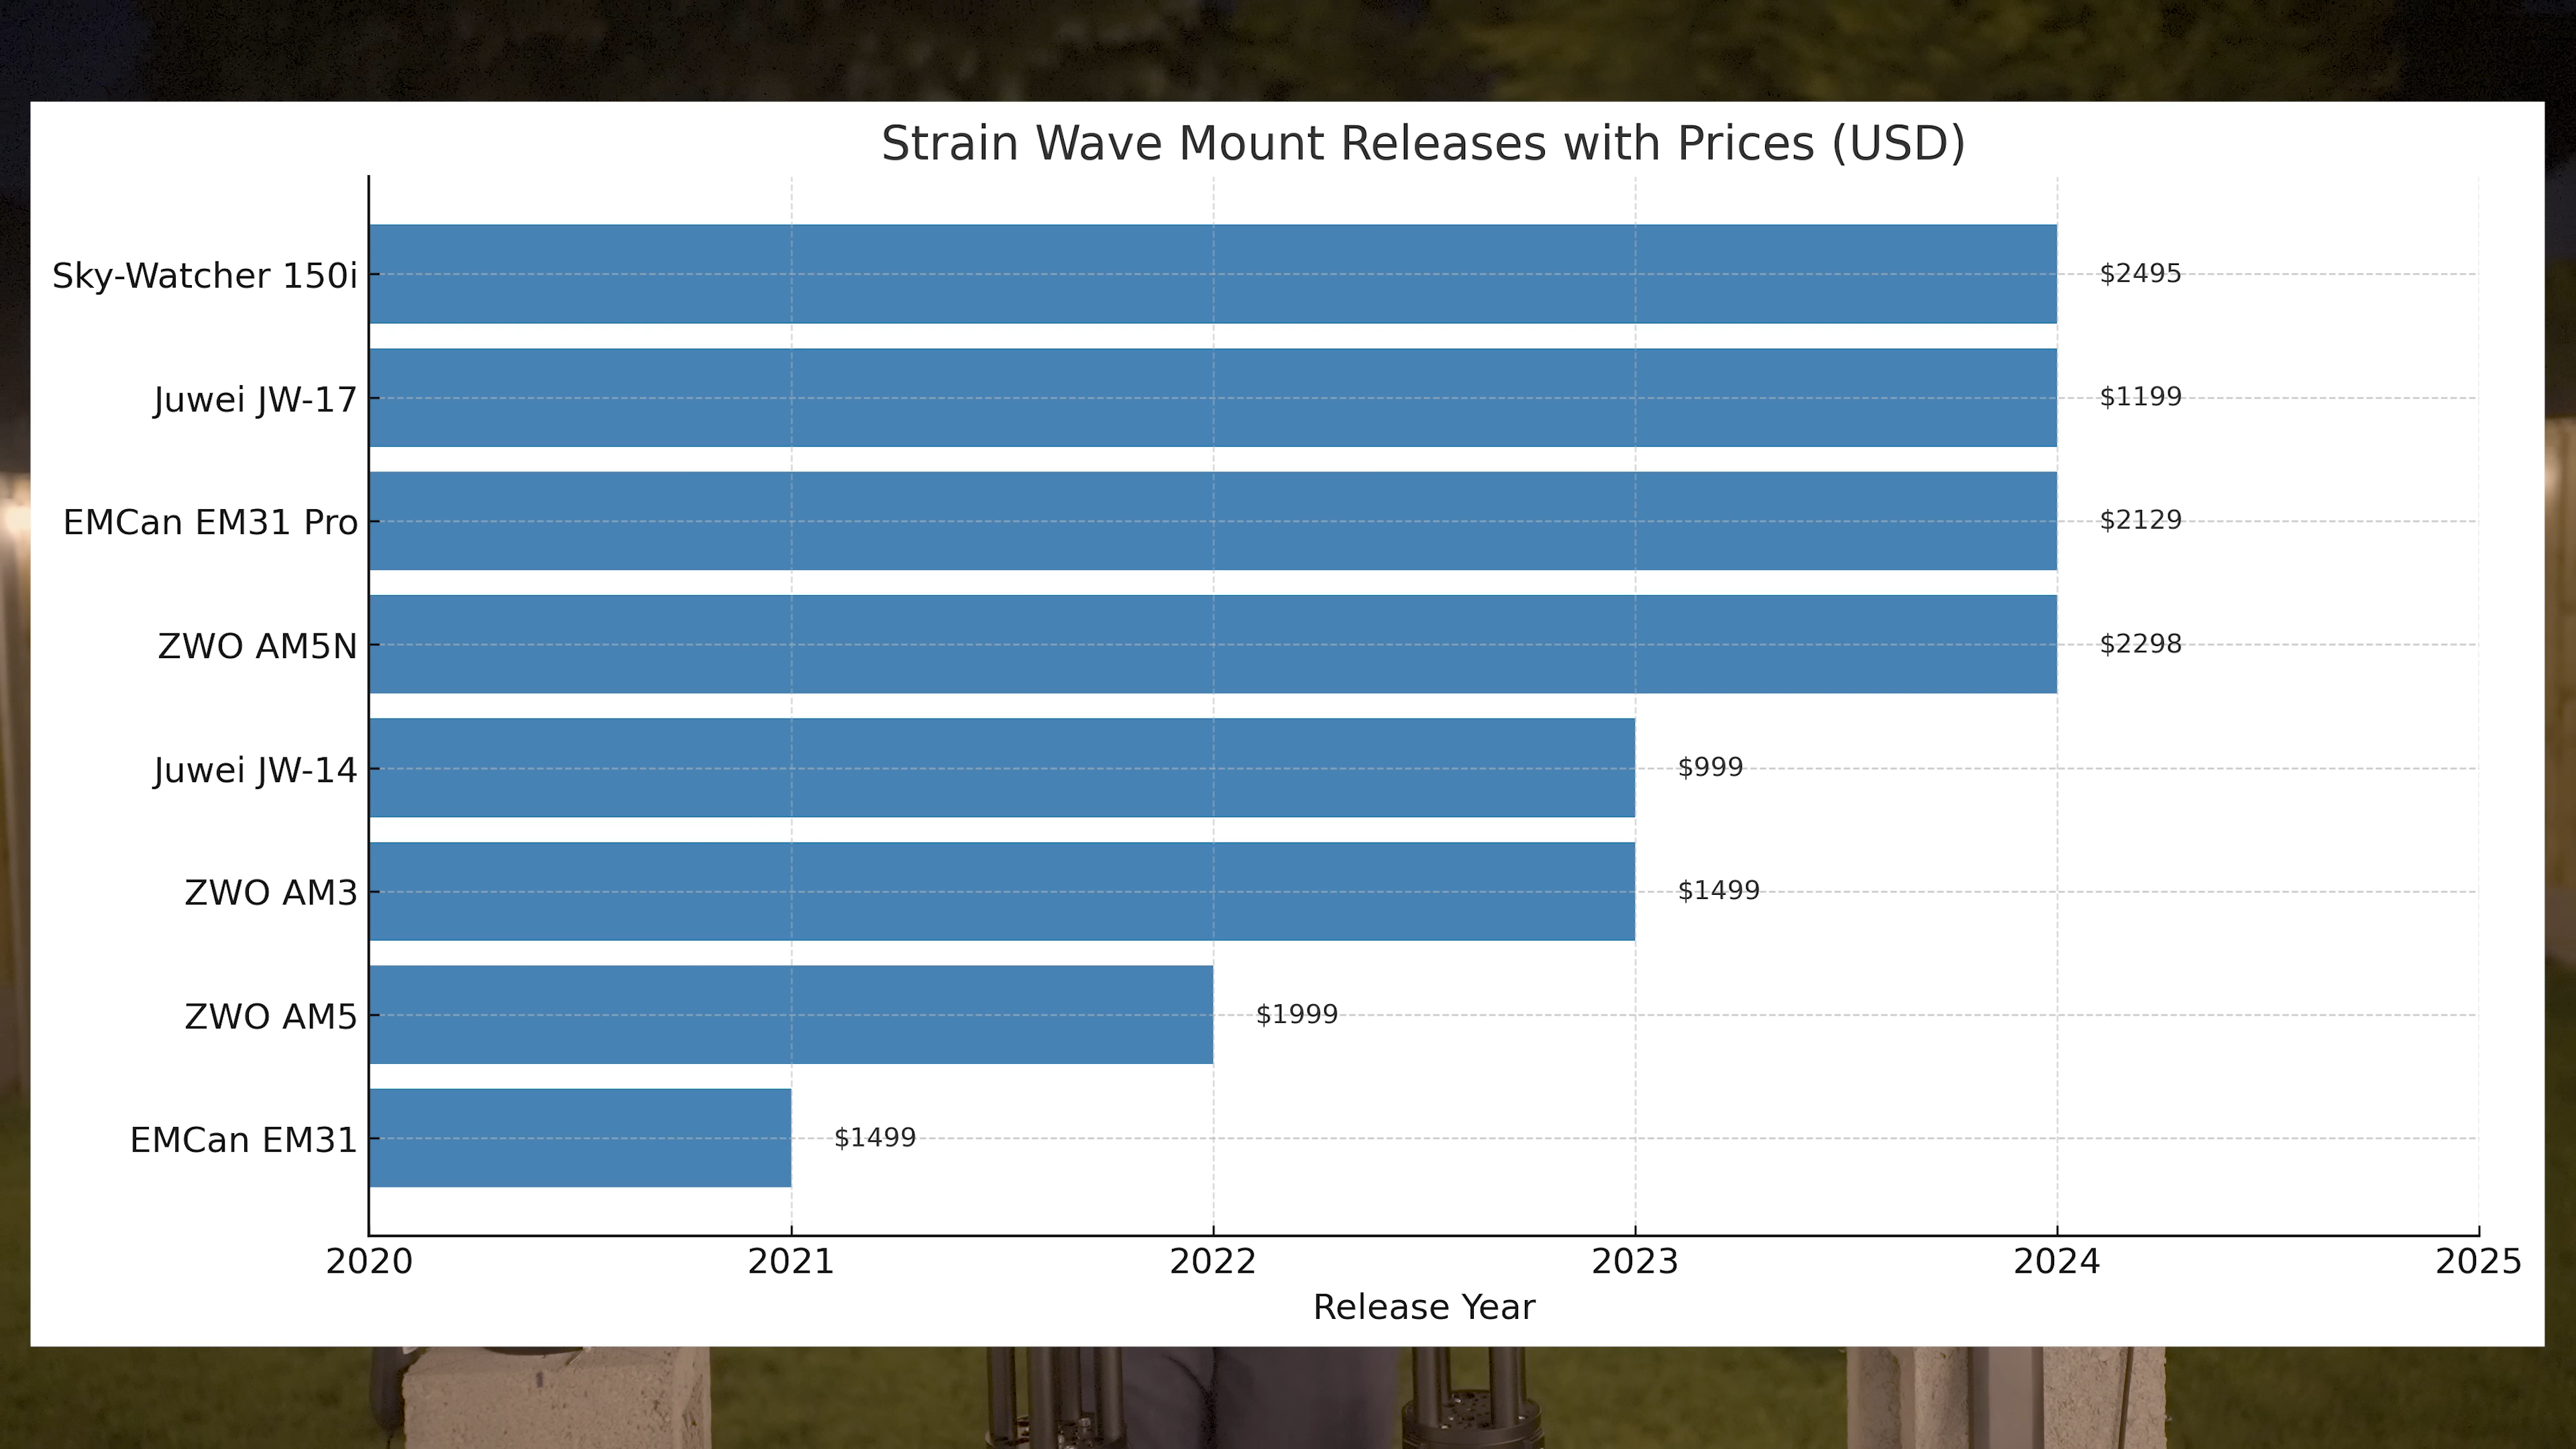 Strain Wave Mount Releases with Prices (USD)
Sky-Watcher 150i $2495
Juwei JW-17 $1199
EMCan EM31 Pro $2129
ZWO AM5N $2298
Juwei JW-14 $999
ZWO AM3 $1499
ZWO AM5 $1999
EMCan EM31 $1499
2020 2021 2022 2023 2024 2025
Release Year